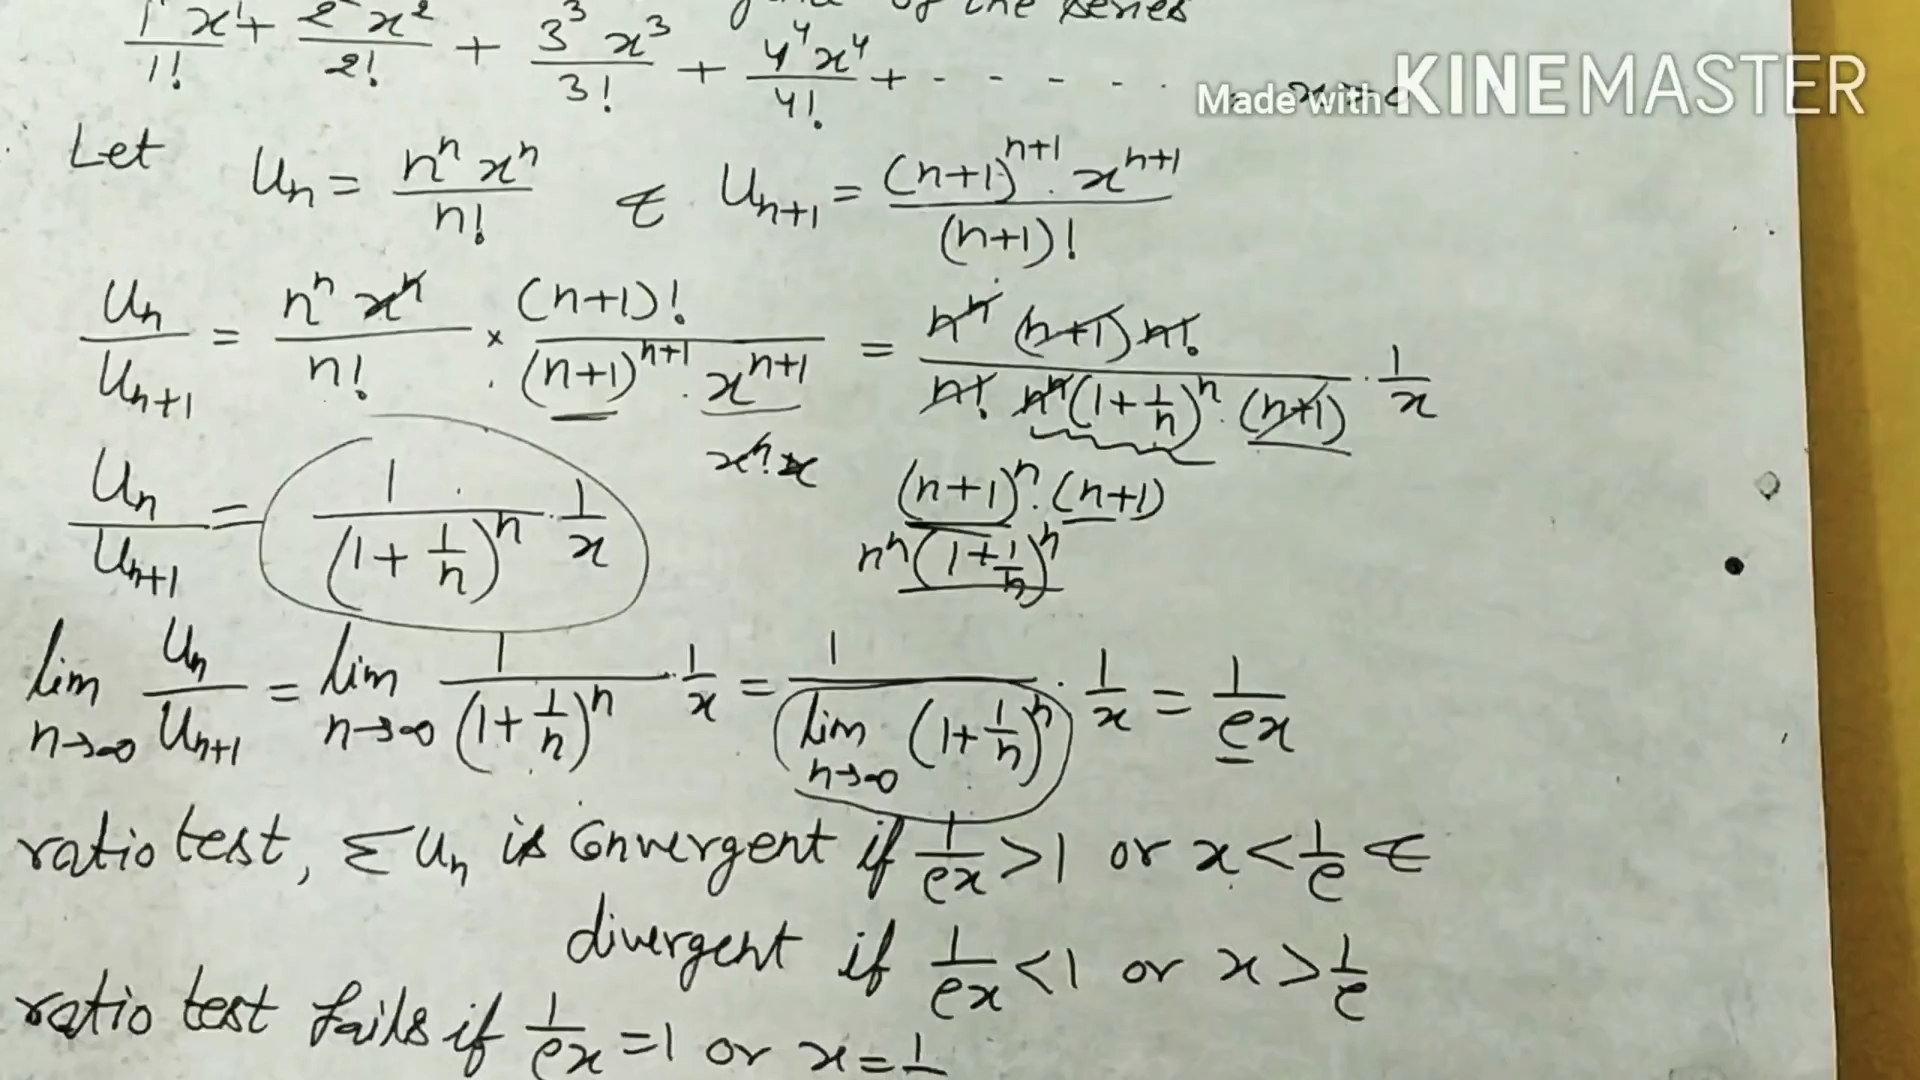 of the series
1¹x¹/1! + 2²x²/2! + 3³x³/3! + 4⁴x⁴/4! + - - - - -
Made with KINEMASTER
Let Uₙ = nⁿxⁿ/n! & Uₙ₊₁ = (n+1)ⁿ⁺¹·xⁿ⁺¹/(n+1)!
Uₙ/Uₙ₊₁ = nⁿxⁿ/n! × (n+1)!/((n+1)ⁿ⁺¹·xⁿ⁺¹) = nⁿ(n+1)n!/(n! nⁿ(1+1/n)ⁿ·(n+1)) · 1/x
xⁿ·x
(n+1)ⁿ·(n+1)
Uₙ/Uₙ₊₁ = 1/(1+1/n)ⁿ · 1/x
nⁿ(1+1/n)ⁿ
lim n→∞ Uₙ/Uₙ₊₁ = lim n→∞ 1/(1+1/n)ⁿ · 1/x = 1/(lim n→∞ (1+1/n)ⁿ) · 1/x = 1/ex
ratio test, ΣUₙ is Convergent if 1/ex > 1 or x < 1/e &
divergent if 1/ex < 1 or x > 1/e
ratio test fails if 1/ex = 1 or x = 1/